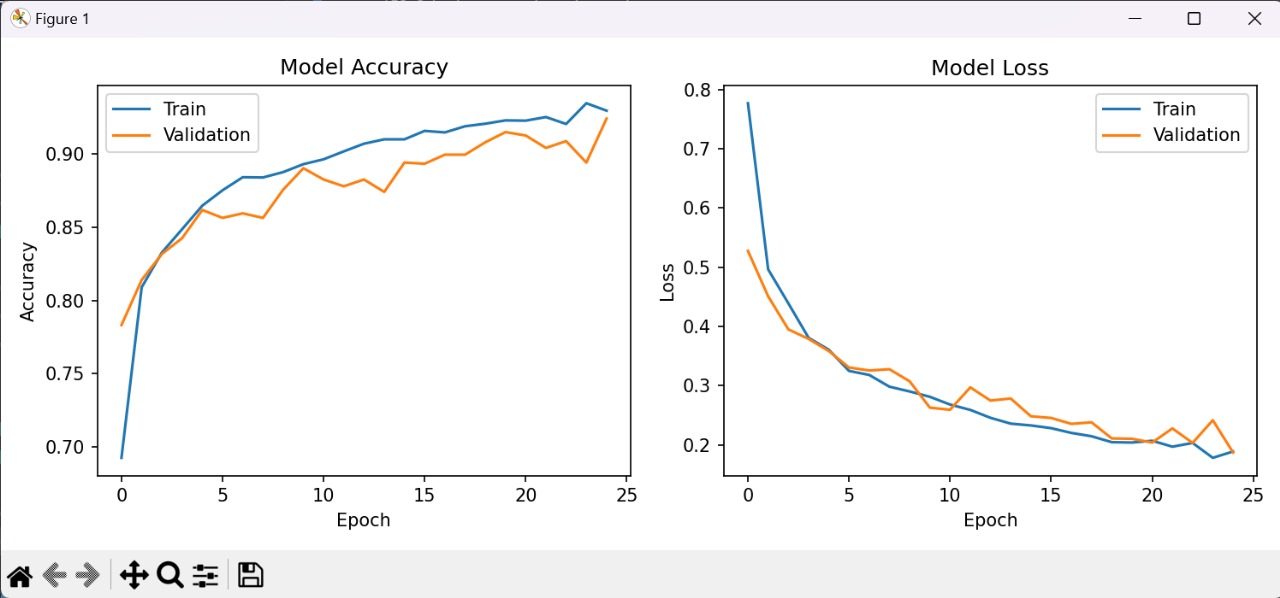 Figure 1
Model Accuracy
Train
Validation
0.90
0.85
0.80
0.75
0.70
Accuracy
0 5 10 15 20 25
Epoch
Model Loss
Train
Validation
0.8
0.7
0.6
0.5
0.4
0.3
0.2
Loss
0 5 10 15 20 25
Epoch